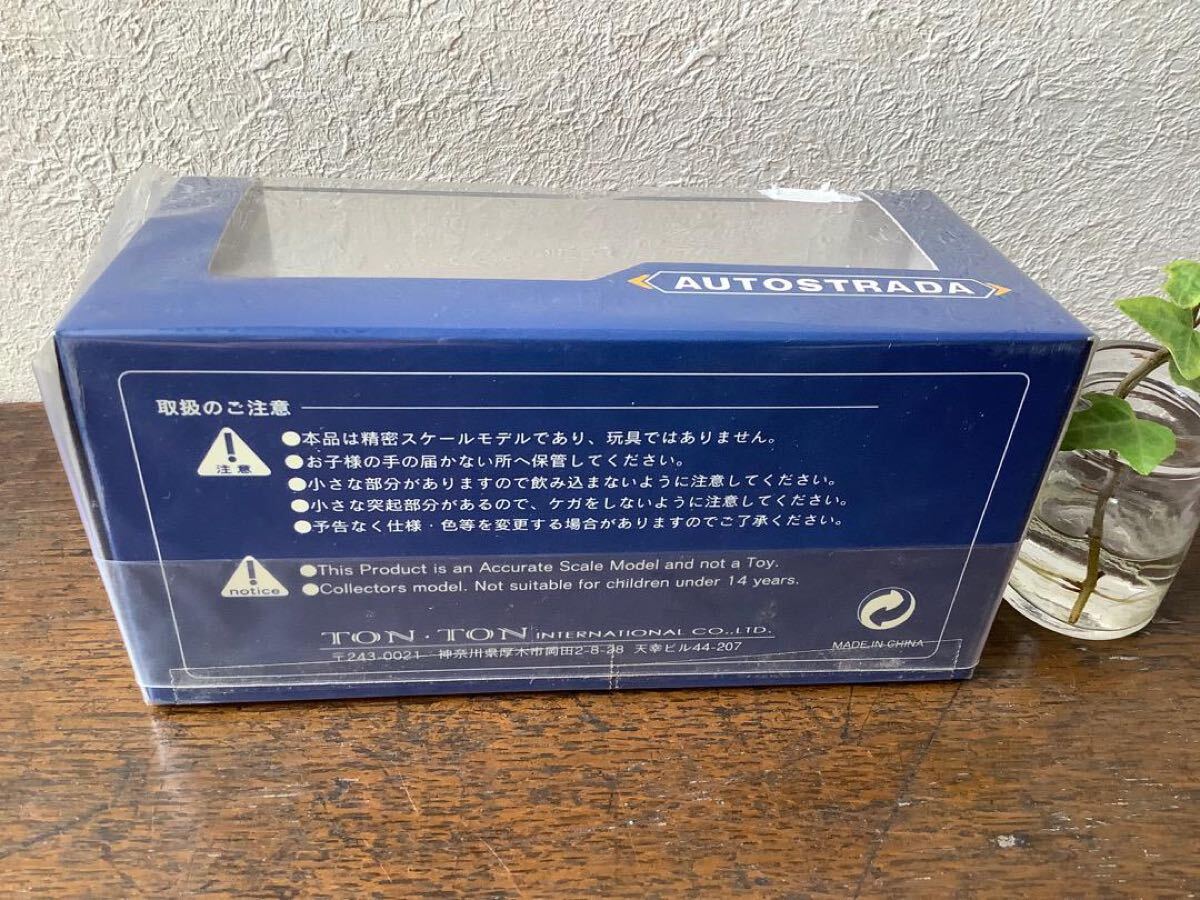 AUTOSTRADA
取扱のご注意
注意
●本品は精密スケールモデルであり、玩具ではありません。
●お子様の手の届かない所へ保管してください。
●小さな部分がありますので飲み込まないように注意してください。
●小さな突起部分があるので、ケガをしないように注意してください。
●予告なく仕様・色等を変更する場合がありますのでご了承ください。
notice
●This Product is an Accurate Scale Model and not a Toy.
●Collectors model. Not suitable for children under 14 years.
TON・TON INTERNATIONAL CO.,LTD.
〒243-0021 神奈川県厚木市岡田2-8-28 天幸ビル44-207
MADE IN CHINA